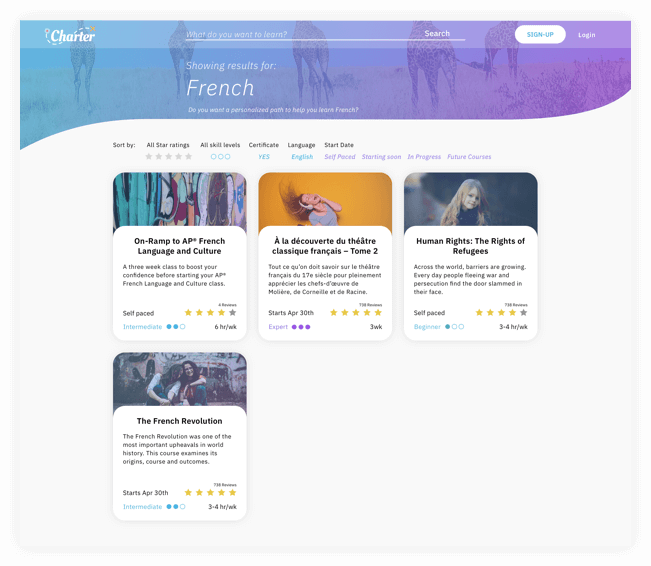 Charter
What do you want to learn?
Search
SIGN-UP
Login
Showing results for:
French
Do you want a personalized path to help you learn French?
Sort by:
All Star ratings
All skill levels
Certificate
Language
Start Date
YES
English
Self Paced
Starting soon
In Progress
Future Courses
On-Ramp to AP® French
Language and Culture
A three week class to boost your
confidence before starting your AP®
French Language and Culture class.
4 Reviews
Self paced
Intermediate
6 hr/wk
À la découverte du théâtre
classique français – Tome 2
Tout ce qu'on doit savoir sur le théâtre
français du 17e siècle pour pleinement
apprécier les chefs-d'œuvre de
Molière, de Corneille et de Racine.
738 Reviews
Starts Apr 30th
Expert
3wk
Human Rights: The Rights of
Refugees
Across the world, barriers are growing.
Every day people fleeing war and
persecution find the door slammed in
their face.
738 Reviews
Self paced
Beginner
3-4 hr/wk
The French Revolution
The French Revolution was one of the
most important upheavals in world
history. This course examines its
origins, course and outcomes.
738 Reviews
Starts Apr 30th
Intermediate
3-4 hr/wk